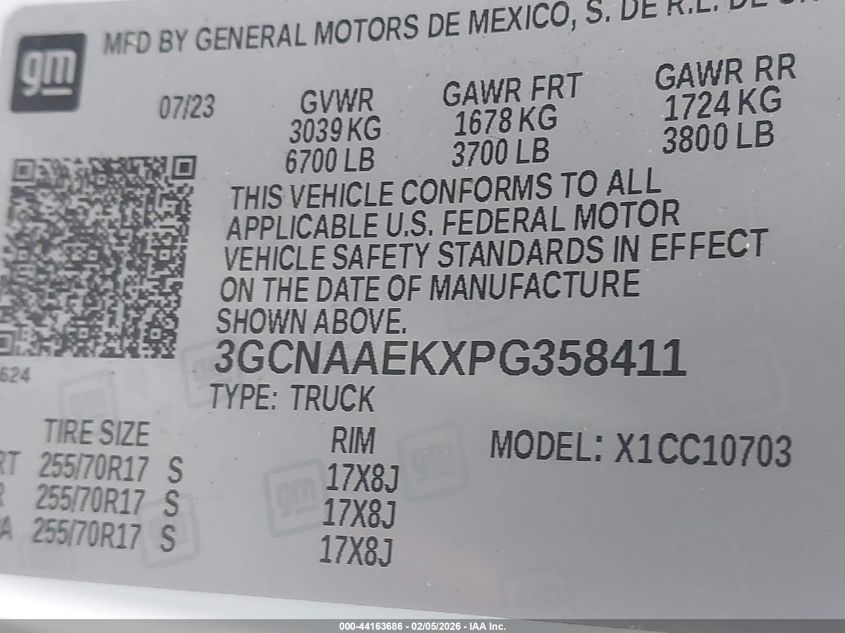 gm MFD BY GENERAL MOTORS DE MEXICO, S. DE R.L. DE
07/23 GVWR GAWR FRT GAWR RR
3039 KG 1678 KG 1724 KG
6700 LB 3700 LB 3800 LB
THIS VEHICLE CONFORMS TO ALL
APPLICABLE U.S. FEDERAL MOTOR
VEHICLE SAFETY STANDARDS IN EFFECT
ON THE DATE OF MANUFACTURE
SHOWN ABOVE.
3GCNAAEKXPG358411
624
TYPE: TRUCK
TIRE SIZE RIM MODEL: X1CC10703
RT 255/70R17 S 17X8J
R 255/70R17 S 17X8J
A 255/70R17 S 17X8J
gm gm
000-44163686 - 02/05/2026 - IAA Inc.